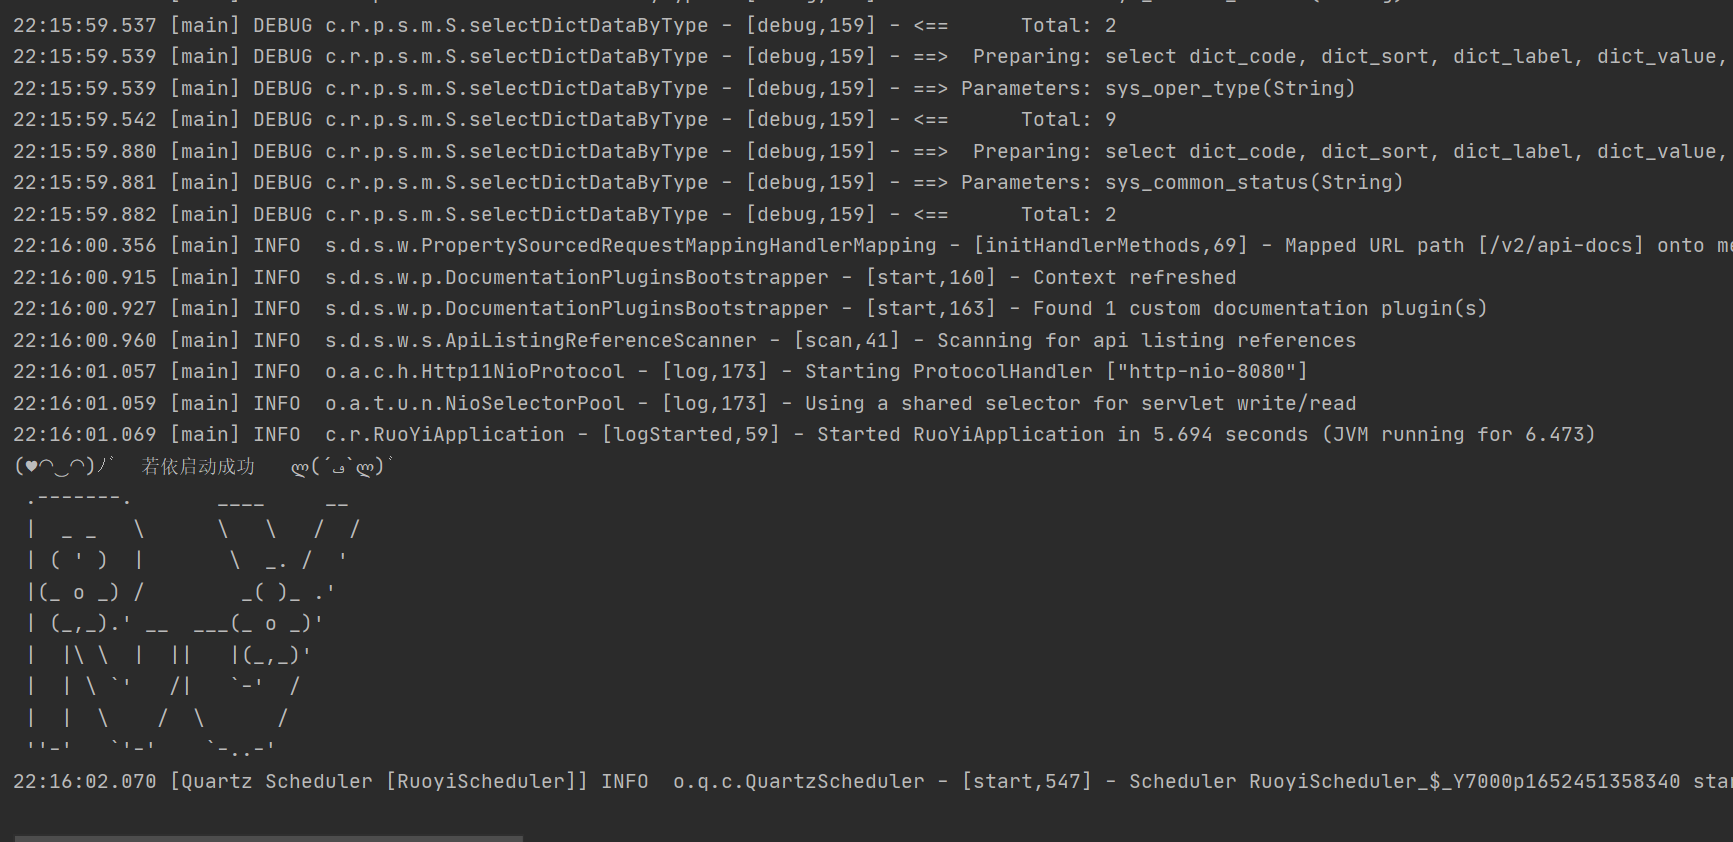 22:15:59.537 [main] DEBUG c.r.p.s.m.S.selectDictDataByType - [debug,159] - <==      Total: 2
22:15:59.539 [main] DEBUG c.r.p.s.m.S.selectDictDataByType - [debug,159] - ==>  Preparing: select dict_code, dict_sort, dict_label, dict_value,
22:15:59.539 [main] DEBUG c.r.p.s.m.S.selectDictDataByType - [debug,159] - ==> Parameters: sys_oper_type(String)
22:15:59.542 [main] DEBUG c.r.p.s.m.S.selectDictDataByType - [debug,159] - <==      Total: 9
22:15:59.880 [main] DEBUG c.r.p.s.m.S.selectDictDataByType - [debug,159] - ==>  Preparing: select dict_code, dict_sort, dict_label, dict_value,
22:15:59.881 [main] DEBUG c.r.p.s.m.S.selectDictDataByType - [debug,159] - ==> Parameters: sys_common_status(String)
22:15:59.882 [main] DEBUG c.r.p.s.m.S.selectDictDataByType - [debug,159] - <==      Total: 2
22:16:00.356 [main] INFO  s.d.s.w.PropertySourcedRequestMappingHandlerMapping - [initHandlerMethods,69] - Mapped URL path [/v2/api-docs] onto me
22:16:00.915 [main] INFO  s.d.s.w.p.DocumentationPluginsBootstrapper - [start,160] - Context refreshed
22:16:00.927 [main] INFO  s.d.s.w.p.DocumentationPluginsBootstrapper - [start,163] - Found 1 custom documentation plugin(s)
22:16:00.960 [main] INFO  s.d.s.w.s.ApiListingReferenceScanner - [scan,41] - Scanning for api listing references
22:16:01.057 [main] INFO  o.a.c.h.Http11NioProtocol - [log,173] - Starting ProtocolHandler ["http-nio-8080"]
22:16:01.059 [main] INFO  o.a.t.u.n.NioSelectorPool - [log,173] - Using a shared selector for servlet write/read
22:16:01.069 [main] INFO  c.r.RuoYiApplication - [logStarted,59] - Started RuoYiApplication in 5.694 seconds (JVM running for 6.473)
(♥◠‿◠)ﾉﾞ  若依启动成功   ლ(´ڡ`ლ)ﾞ
 .-------.       ____     __
 |  _ _   \      \   \   /  /
 | ( ' )  |       \  _. /  '
 |(_ o _) /        _( )_ .'
 | (_,_).' __  ___(_ o _)'
 |  |\ \  |  ||   |(_,_)'
 |  | \ `'   /|   `-'  /
 |  |  \    /  \      /
 ''-'   `'-'    `-..-'
22:16:02.070 [Quartz Scheduler [RuoyiScheduler]] INFO  o.q.c.QuartzScheduler - [start,547] - Scheduler RuoyiScheduler_$_Y7000p1652451358340 star